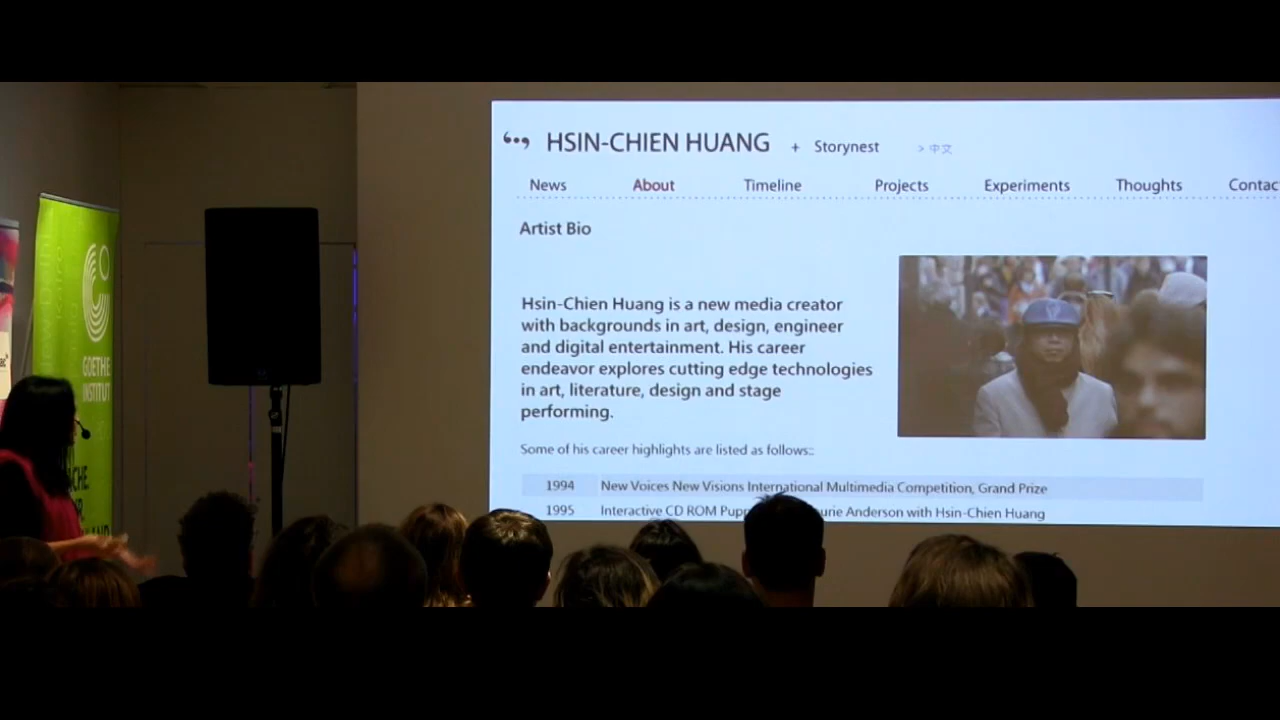 HSIN-CHIEN HUANG + Storynest > 中文
News About Timeline Projects Experiments Thoughts Contac
Artist Bio
Hsin-Chien Huang is a new media creator
with backgrounds in art, design, engineer
and digital entertainment. His career
endeavor explores cutting edge technologies
in art, literature, design and stage
performing.
Some of his career highlights are listed as follows::
1994 New Voices New Visions International Multimedia Competition, Grand Prize
1995 Interactive CD ROM Anderson with Hsin-Chien Huang
GOETHE
INSTITUT